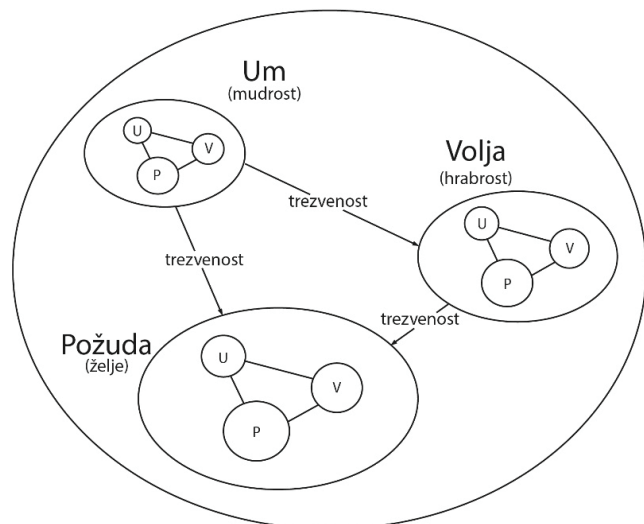 Um
(mudrost)
U
V
P
Volja
(hrabrost)
U
V
P
trezvenost
trezvenost
trezvenost
Požuda
(želje)
U
V
P